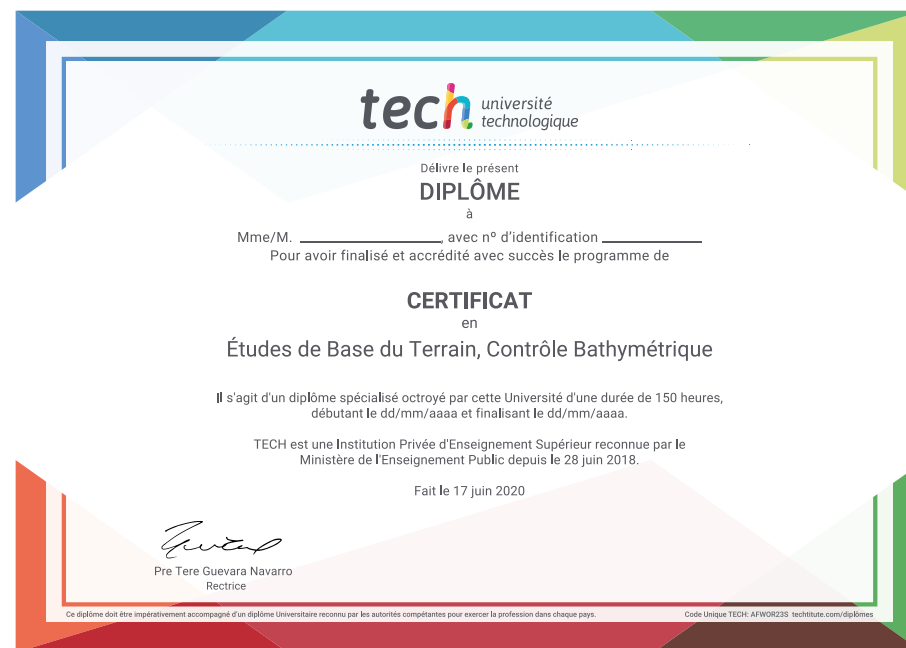 tech université
technologique
Délivre le présent
DIPLÔME
à
Mme/M. ____________________, avec nº d'identification ______________
Pour avoir finalisé et accrédité avec succès le programme de
CERTIFICAT
en
Études de Base du Terrain, Contrôle Bathymétrique
Il s'agit d'un diplôme spécialisé octroyé par cette Université d'une durée de 150 heures,
débutant le dd/mm/aaaa et finalisant le dd/mm/aaaa.
TECH est une Institution Privée d'Enseignement Supérieur reconnue par le
Ministère de l'Enseignement Public depuis le 28 juin 2018.
Fait le 17 juin 2020
Pre Tere Guevara Navarro
Rectrice
Ce diplôme doit être impérativement accompagné d'un diplôme Universitaire reconnu par les autorités compétentes pour exercer la profession dans chaque pays.
Code Unique TECH: AFWOR23S techtitute.com/diplômes